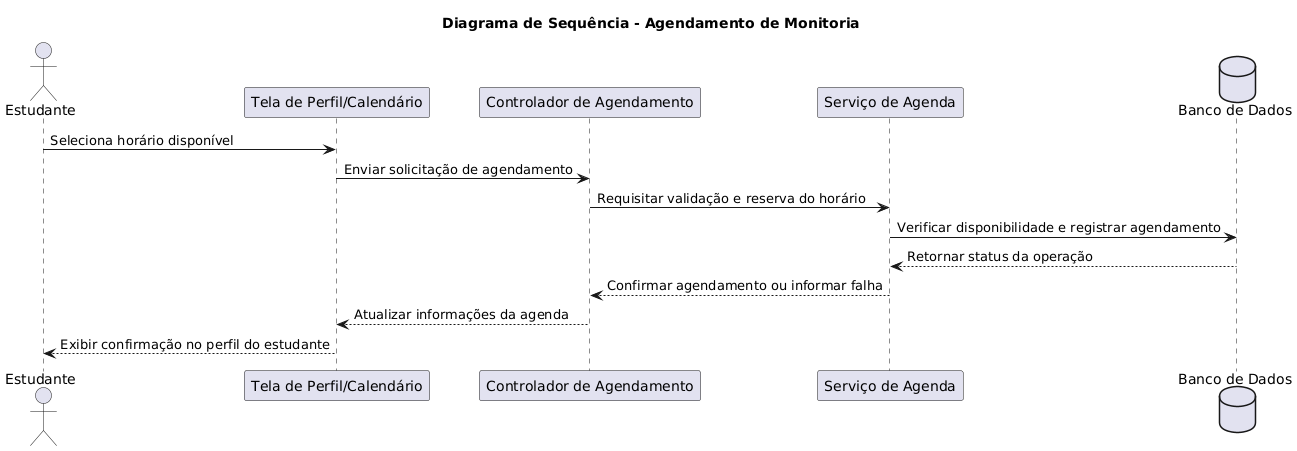 Diagrama de Sequência - Agendamento de Monitoria
Estudante
Tela de Perfil/Calendário
Controlador de Agendamento
Serviço de Agenda
Banco de Dados
Seleciona horário disponível
Enviar solicitação de agendamento
Requisitar validação e reserva do horário
Verificar disponibilidade e registrar agendamento
Retornar status da operação
Confirmar agendamento ou informar falha
Atualizar informações da agenda
Exibir confirmação no perfil do estudante
Estudante
Tela de Perfil/Calendário
Controlador de Agendamento
Serviço de Agenda
Banco de Dados